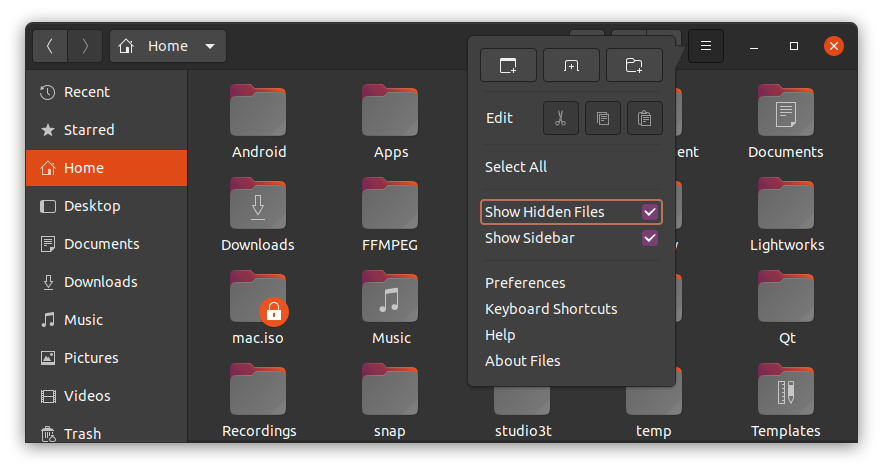 Home
Recent
Starred
Home
Desktop
Documents
Downloads
Music
Pictures
Videos
Trash
Edit
Select All
Show Hidden Files
Show Sidebar
Preferences
Keyboard Shortcuts
Help
About Files
Android
Apps
Documents
Downloads
FFMPEG
Lightworks
mac.iso
Music
Qt
Recordings
snap
studio3t
temp
Templates